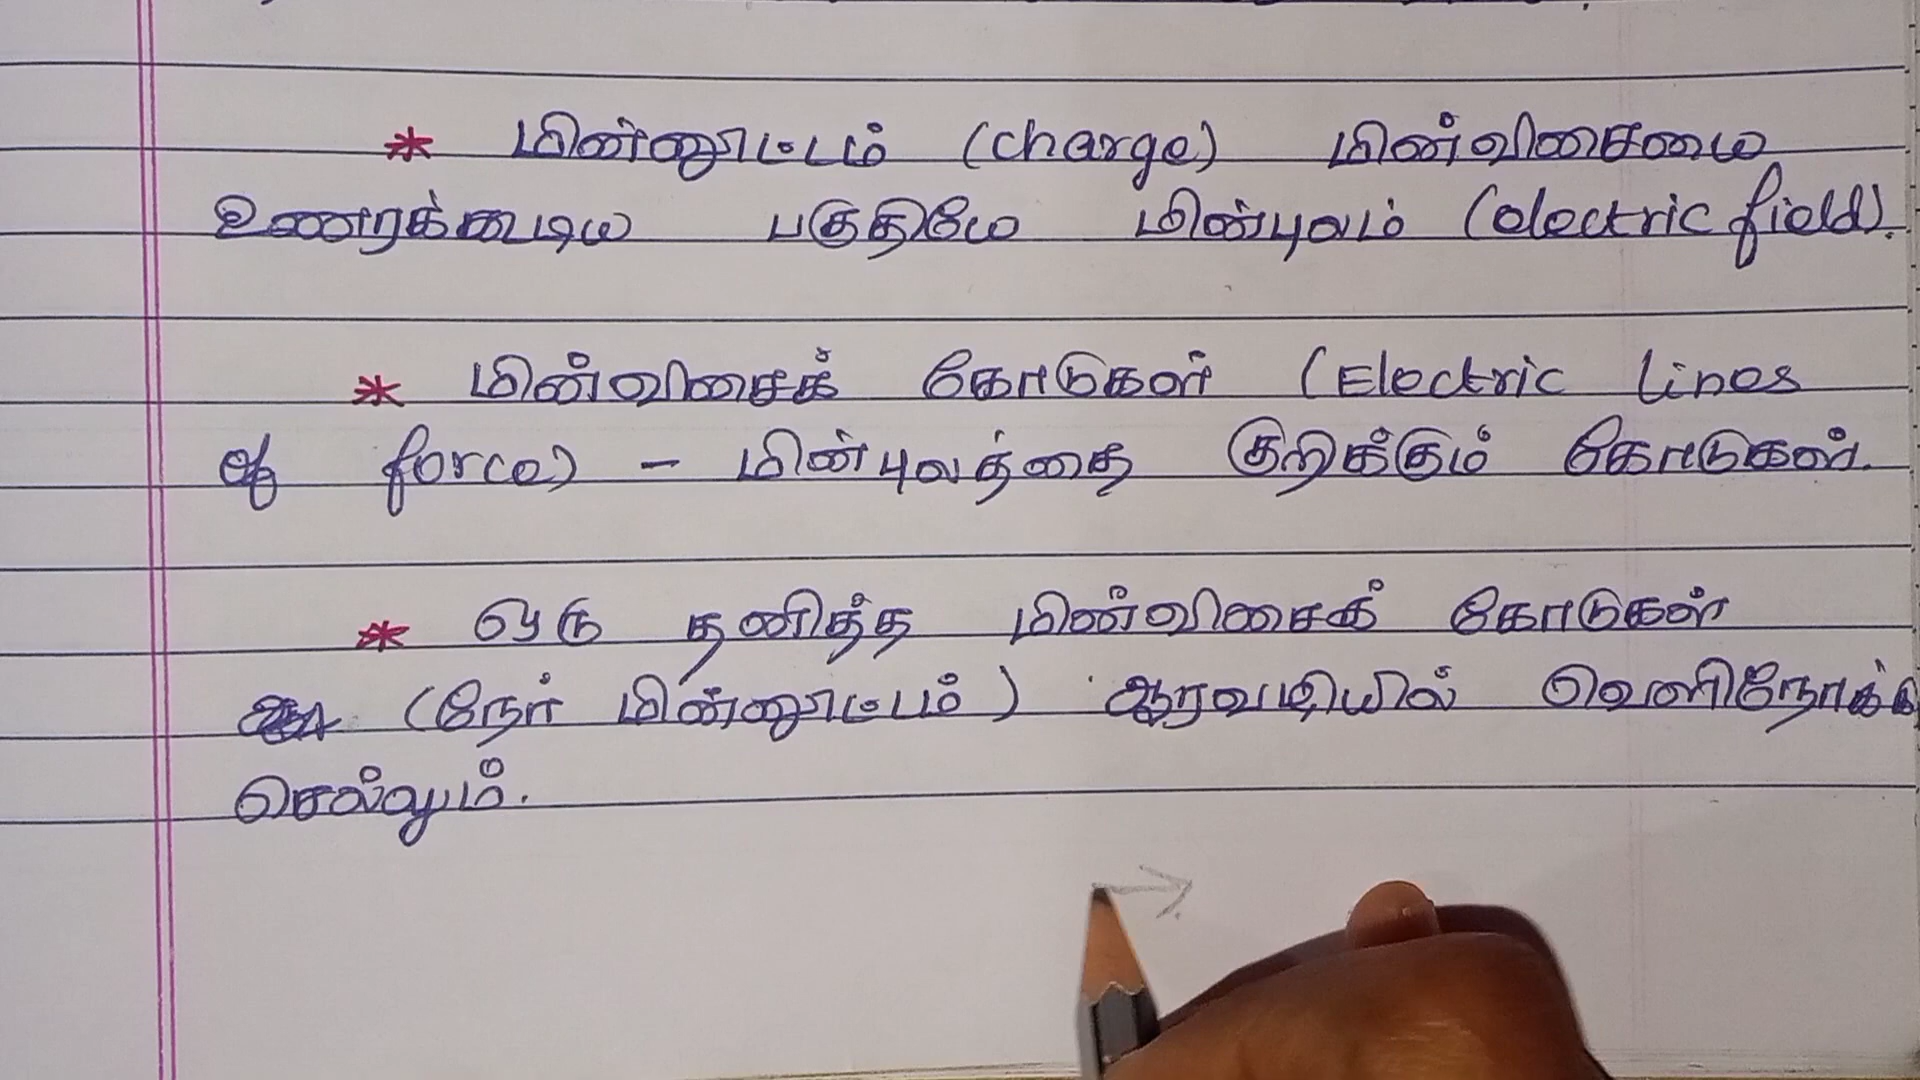 * மின்னூட்டம் (charge) மின்விசையை
உணரக்கூடிய பகுதியே மின்புலம் (electric field).
* மின்விசைக் கோடுகள் (Electric lines
of force) - மின்புலத்தை குறிக்கும் கோடுகள்.
* ஒரு தனித்த மின்விசைக் கோடுகள்
(நேர் மின்னூட்டம்) ஆரவழியில் வெளிநோக்கி
செல்லும்.